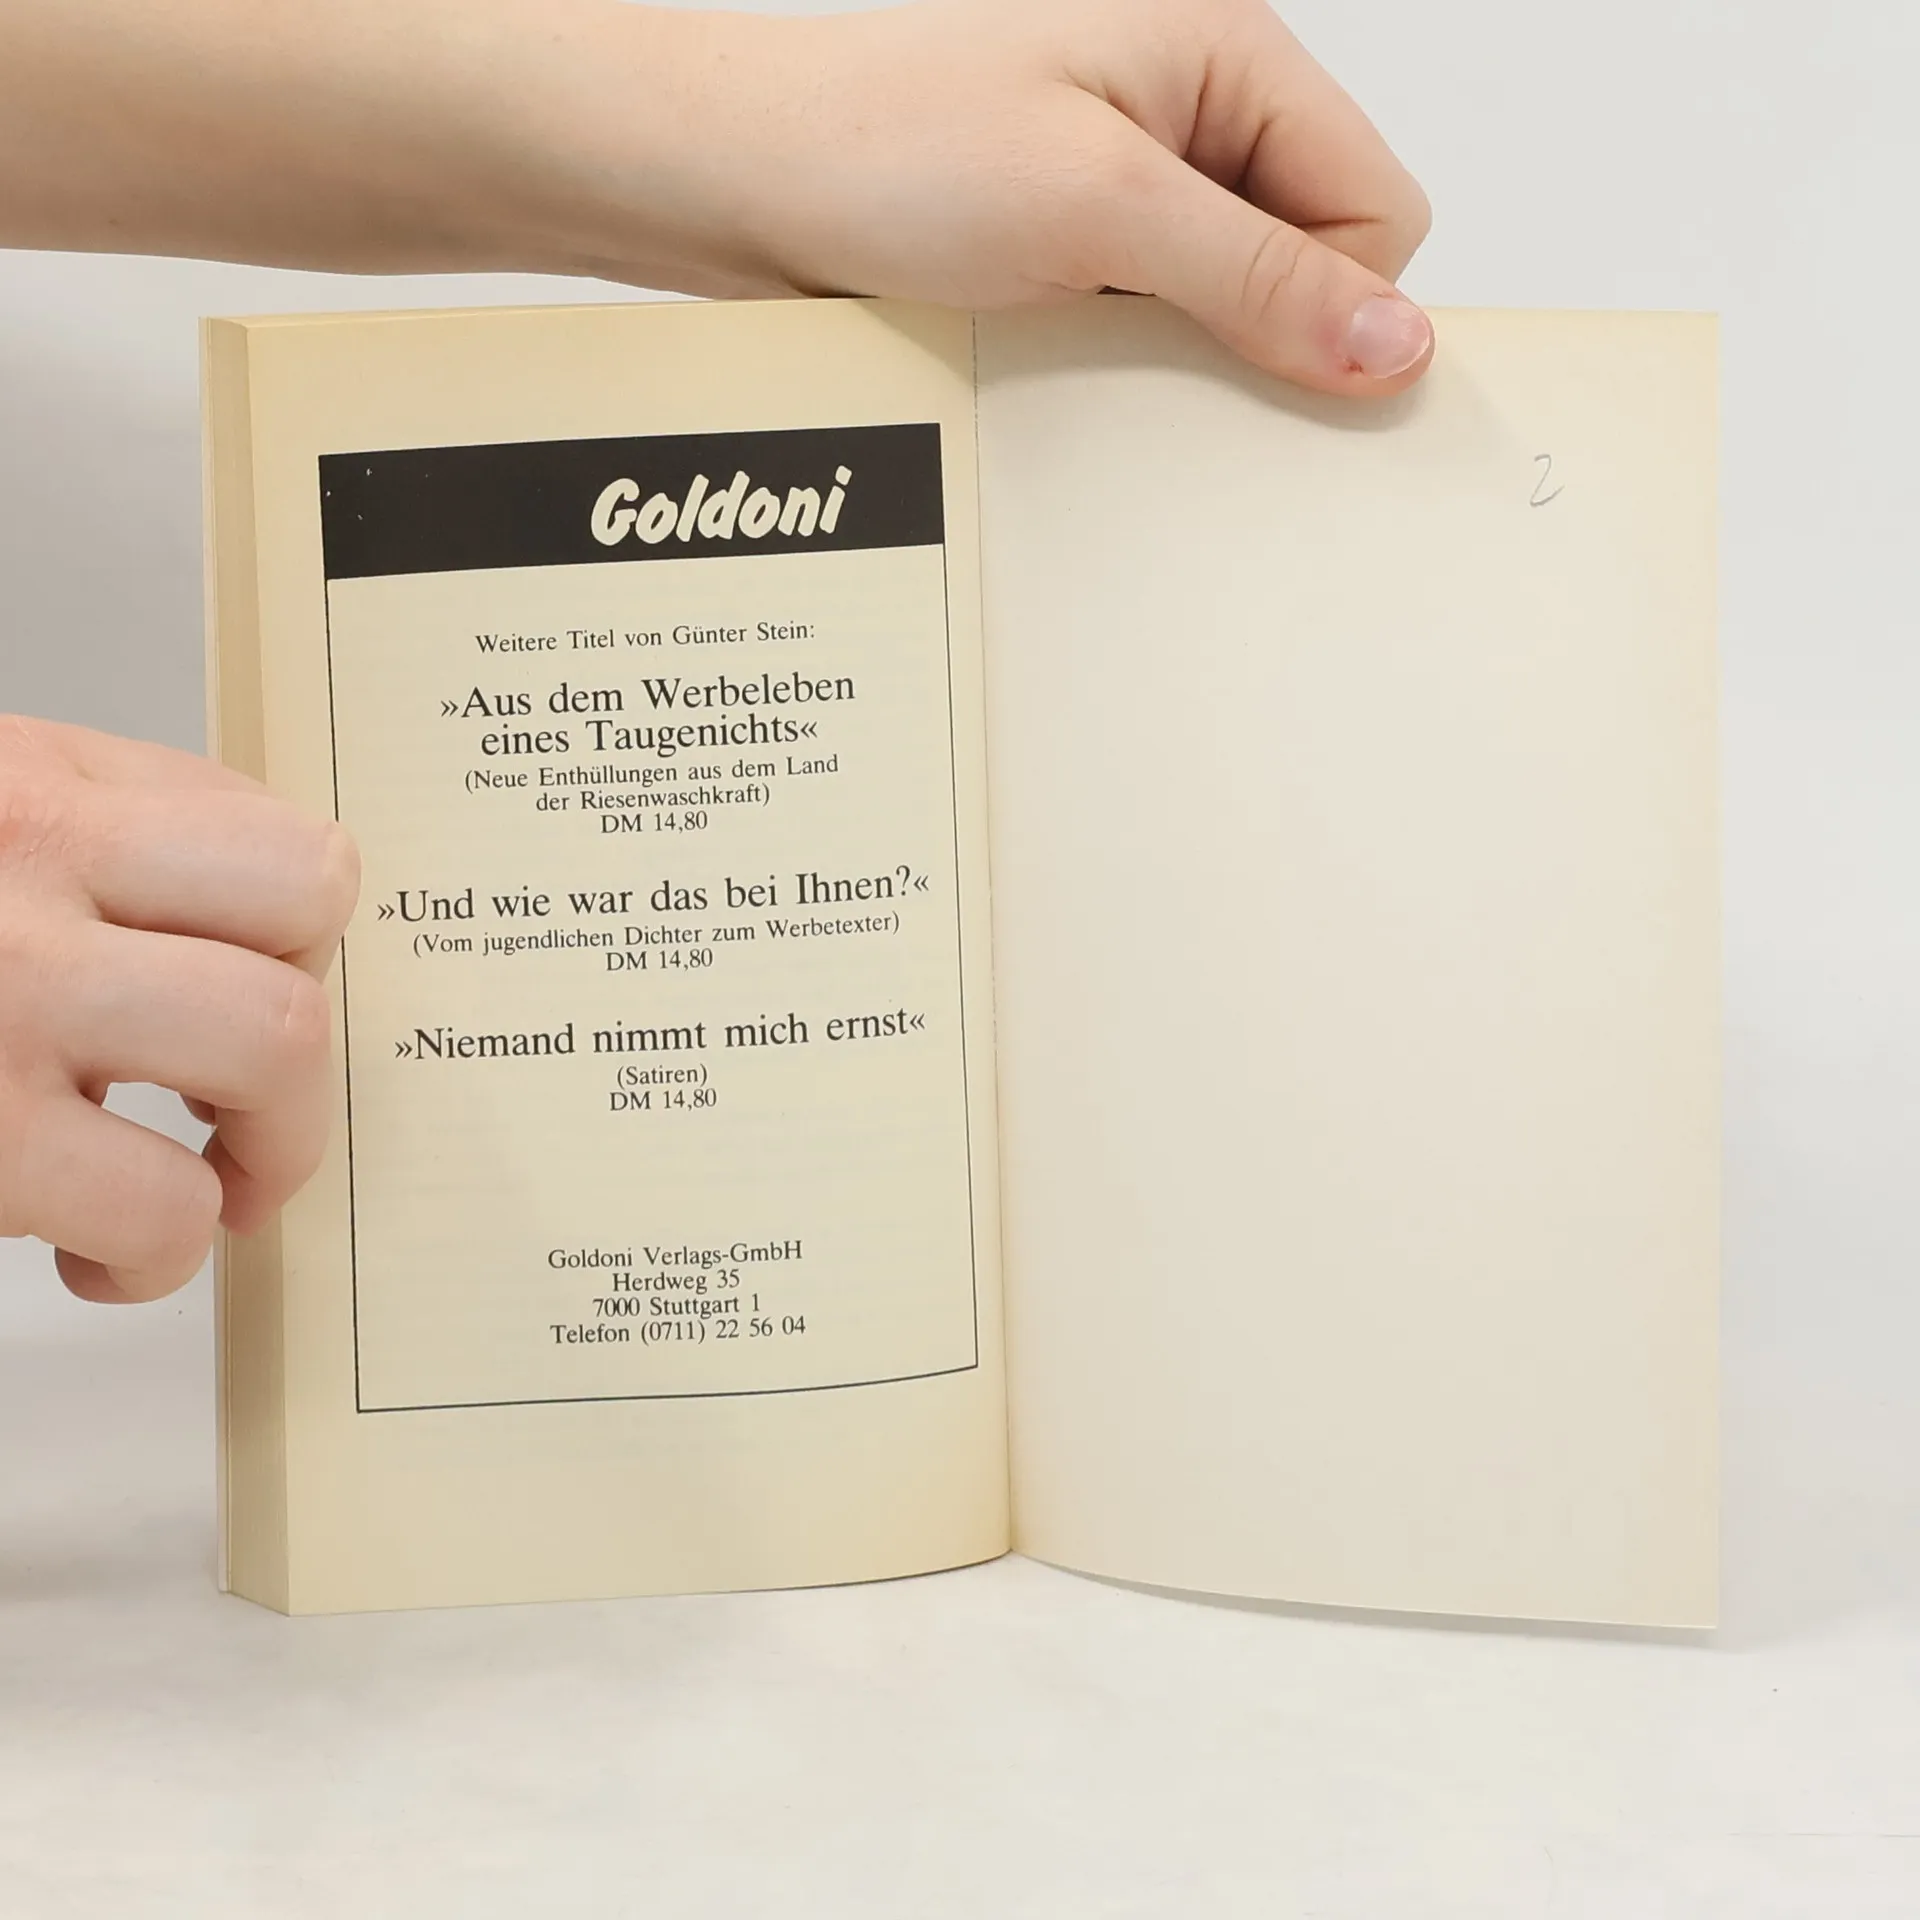 Goldoni
Weitere Titel von Günter Stein:
»Aus dem Werbeleben
eines Taugenichts«
(Neue Enthüllungen aus dem Land
der Riesenwaschkraft)
DM 14,80
»Und wie war das bei Ihnen?«
(Vom jugendlichen Dichter zum Werbetexter)
DM 14,80
»Niemand nimmt mich ernst«
(Satiren)
DM 14,80
Goldoni Verlags-GmbH
Herdweg 35
7000 Stuttgart 1
Telefon (0711) 22 56 04
2